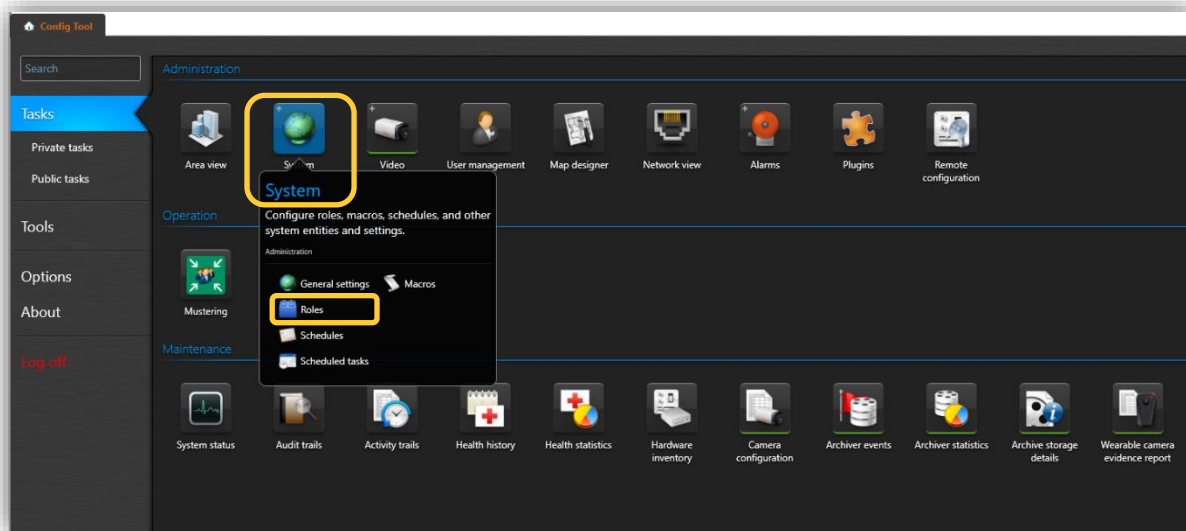 Config Tool
Search
Administration
Tasks
Private tasks
Public tasks
Tools
Options
About
Log off
Area view
System
Video
User management
Map designer
Network view
Alarms
Plugins
Remote
configuration
System
Configure roles, macros, schedules, and other
system entities and settings.
Administration
General settings
Macros
Roles
Schedules
Scheduled tasks
Operation
Mustering
Maintenance
System status
Audit trails
Activity trails
Health history
Health statistics
Hardware
inventory
Camera
configuration
Archiver events
Archiver statistics
Archive storage
details
Wearable camera
evidence report